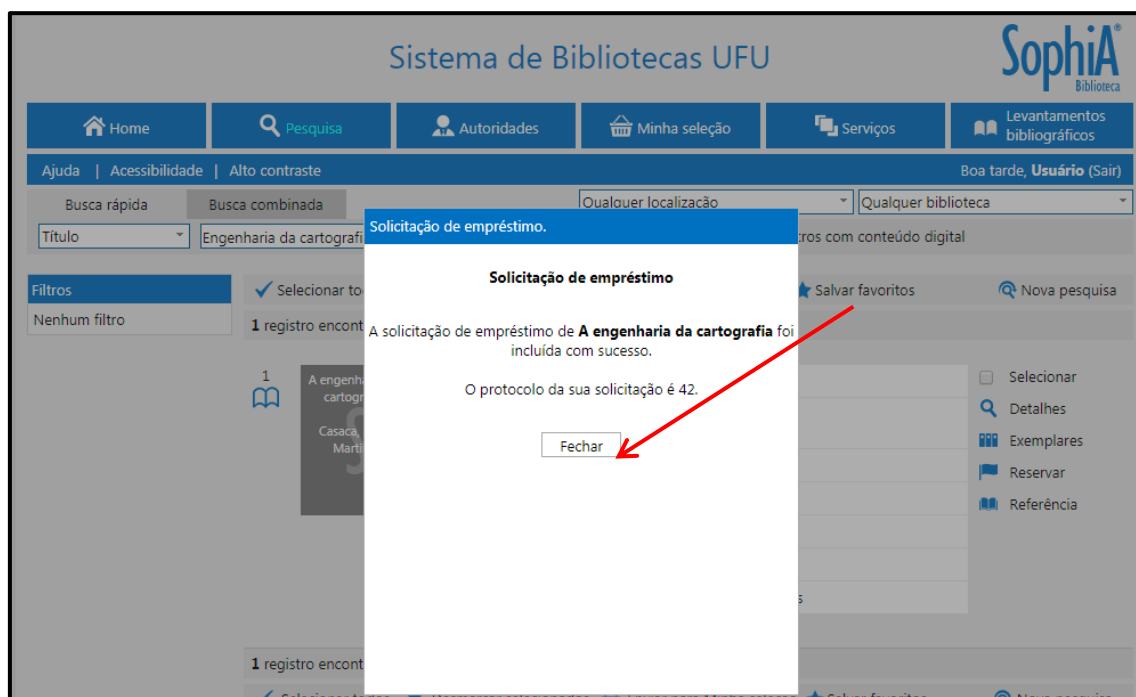 Sistema de Bibliotecas UFU
SophiA
Biblioteca
Home
Pesquisa
Autoridades
Minha seleção
Serviços
Levantamentos
bibliográficos
Ajuda | Acessibilidade | Alto contraste
Boa tarde, Usuário (Sair)
Busca rápida
Busca combinada
Qualquer localização
Qualquer biblioteca
Título
Engenharia da cartografi
com conteúdo digital
Solicitação de empréstimo.
Filtros
Nenhum filtro
Selecionar
Salvar favoritos
Nova pesquisa
1 registro encont
Solicitação de empréstimo
A solicitação de empréstimo de A engenharia da cartografia foi
incluída com sucesso.
O protocolo da sua solicitação é 42.
Fechar
1
A engenh
cartogr
Casaca,
Marti
Selecionar
Detalhes
Exemplares
Reservar
Referência
1 registro encont
Salvar favoritos
Nova pesquisa